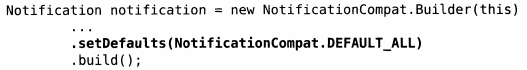 Notification notification = new NotificationCompat.Builder(this)
...
.setDefaults(NotificationCompat.DEFAULT_ALL)
.build();